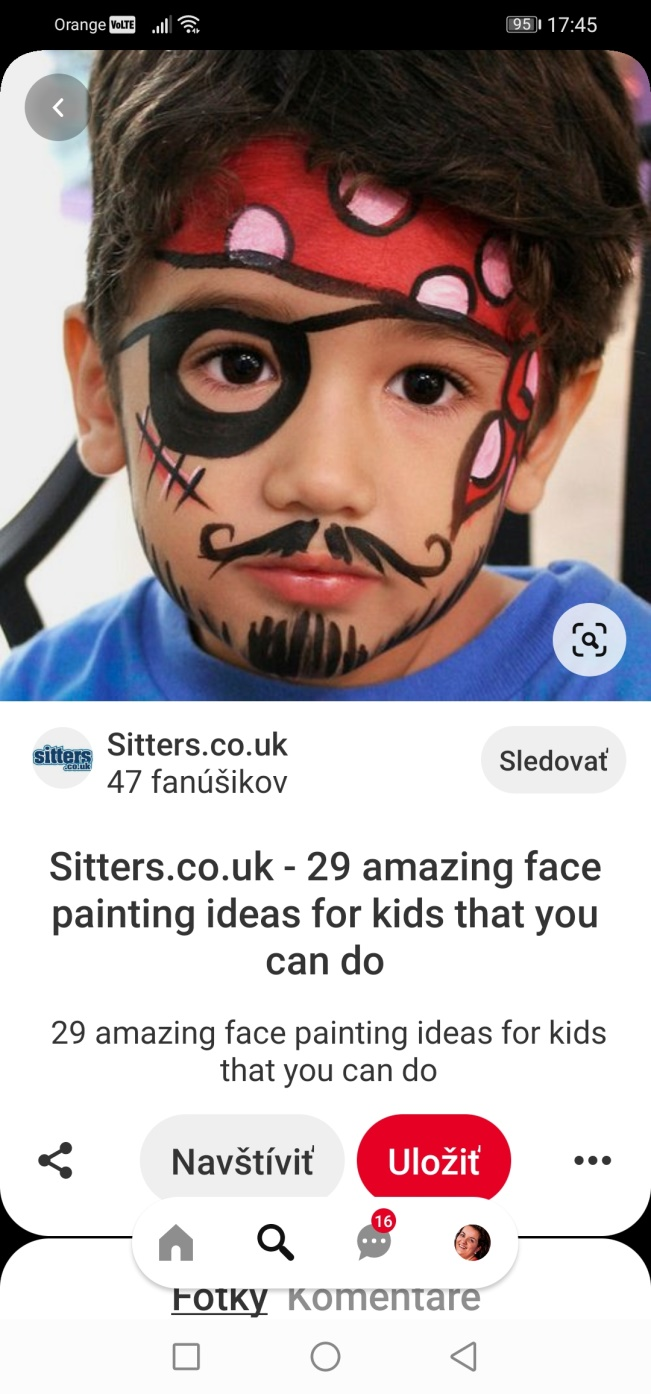 Orange VoLTE 95 17:45
sitters
.co.uk
Sitters.co.uk
47 fanúšikov
Sledovať
Sitters.co.uk - 29 amazing face
painting ideas for kids that you
can do
29 amazing face painting ideas for kids
that you can do
Navštíviť
Uložiť
16
Fotky Komentáre